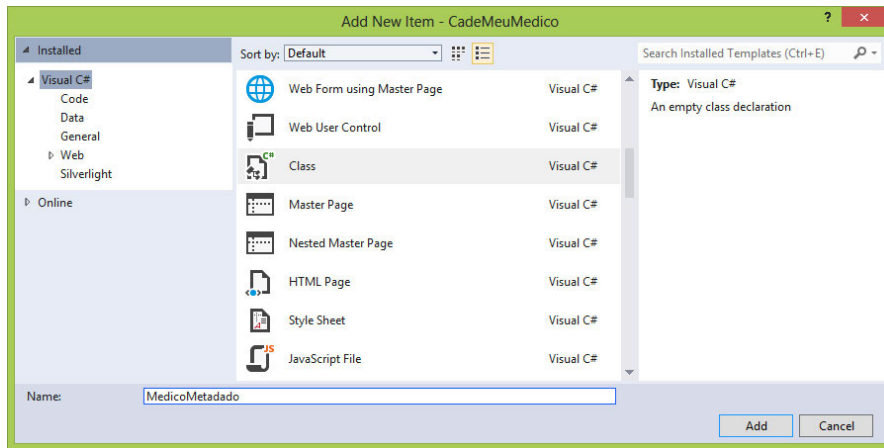 Add New Item - CadeMeuMedico
? ×
Installed
Sort by: Default
Search Installed Templates (Ctrl+E)
Visual C#
Code
Data
General
Web
Silverlight
Online
Web Form using Master Page Visual C#
Web User Control Visual C#
C# Class Visual C#
Master Page Visual C#
Nested Master Page Visual C#
HTML Page Visual C#
A Style Sheet Visual C#
JS JavaScript File Visual C#
Type: Visual C#
An empty class declaration
Name: MedicoMetadado
Add Cancel